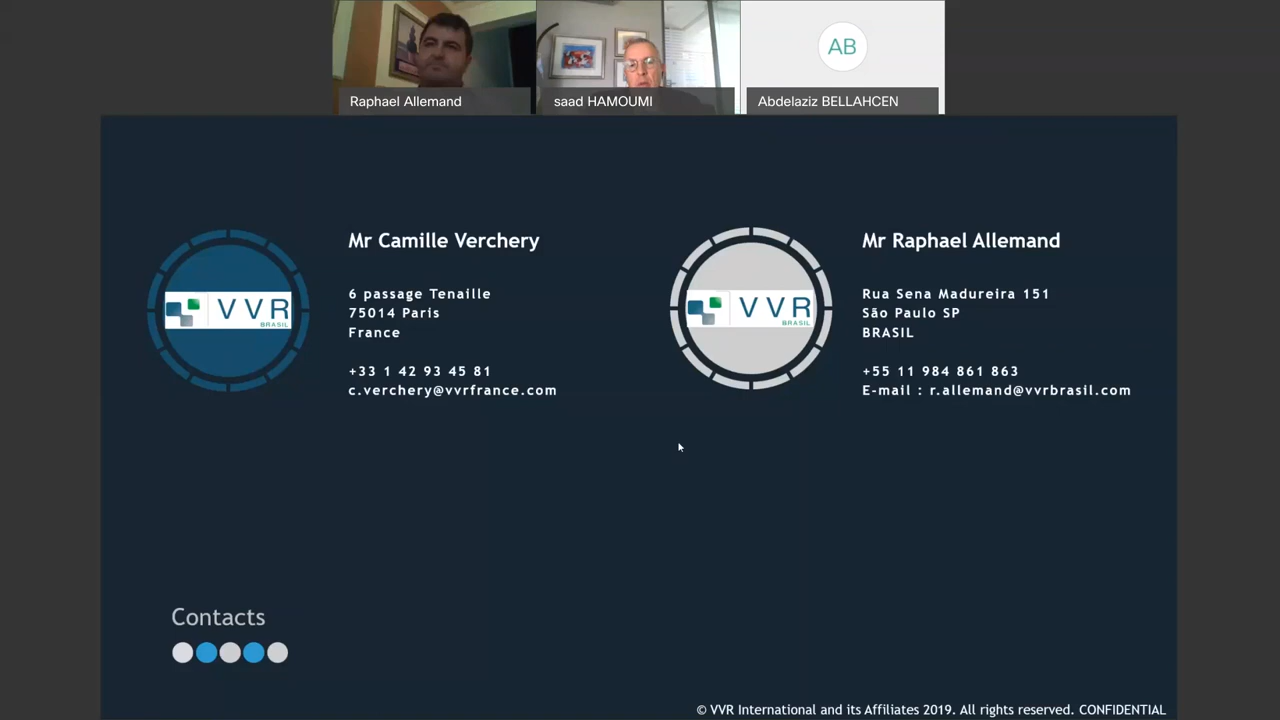 Raphael Allemand
saad HAMOUMI
AB
Abdelaziz BELLAHCEN
VVR
BRASIL
Mr Camille Verchery
6 passage Tenaille
75014 Paris
France
+33 1 42 93 45 81
c.verchery@vvrfrance.com
VVR
BRASIL
Mr Raphael Allemand
Rua Sena Madureira 151
São Paulo SP
BRASIL
+55 11 984 861 863
E-mail : r.allemand@vvrbrasil.com
Contacts
© VVR International and its Affiliates 2019. All rights reserved. CONFIDENTIAL